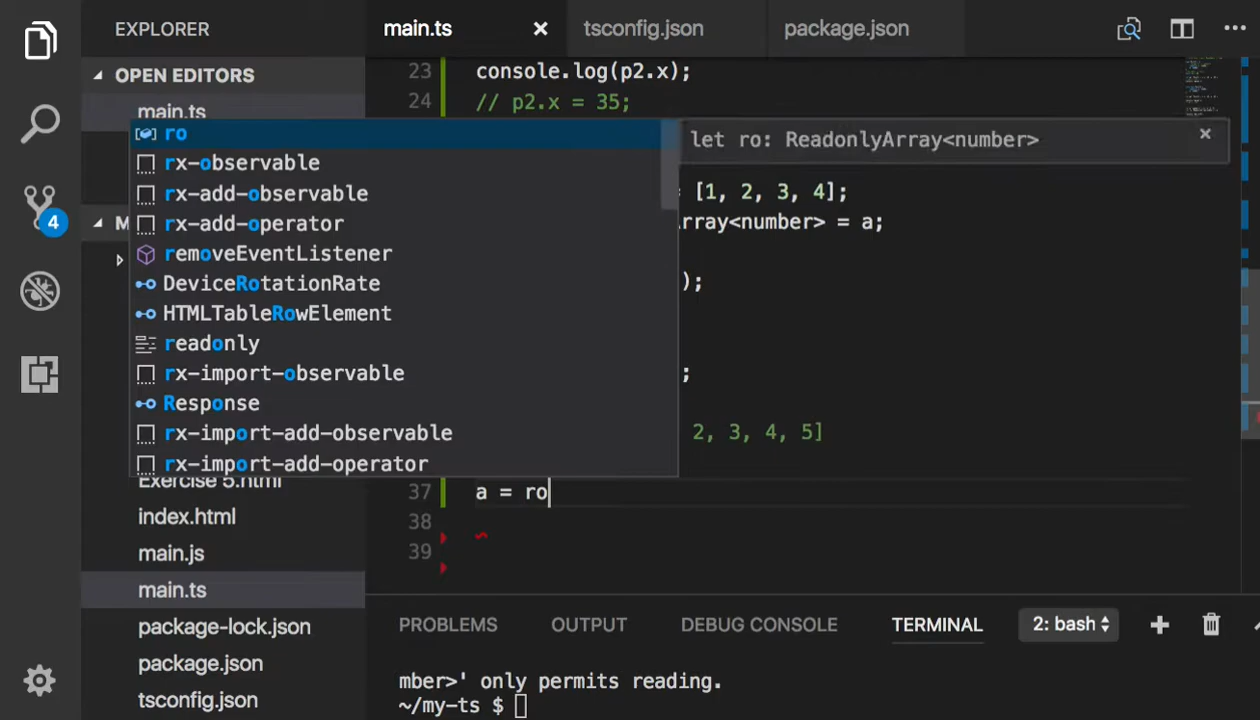 EXPLORER
OPEN EDITORS
main.ts
M
Exercise 5.html
index.html
main.js
main.ts
package-lock.json
package.json
tsconfig.json
4
main.ts
tsconfig.json
package.json
23 console.log(p2.x);
24 // p2.x = 35;
ro
rx-observable
rx-add-observable
rx-add-operator
removeEventListener
DeviceRotationRate
HTMLTableRowElement
readonly
rx-import-observable
Response
rx-import-add-observable
rx-import-add-operator
let ro: ReadonlyArray<number>
= [1, 2, 3, 4];
rray<number> = a;
);
;
2, 3, 4, 5]
37 a = ro
38
39
PROBLEMS OUTPUT DEBUG CONSOLE TERMINAL 2: bash
mber>' only permits reading.
~/my-ts $